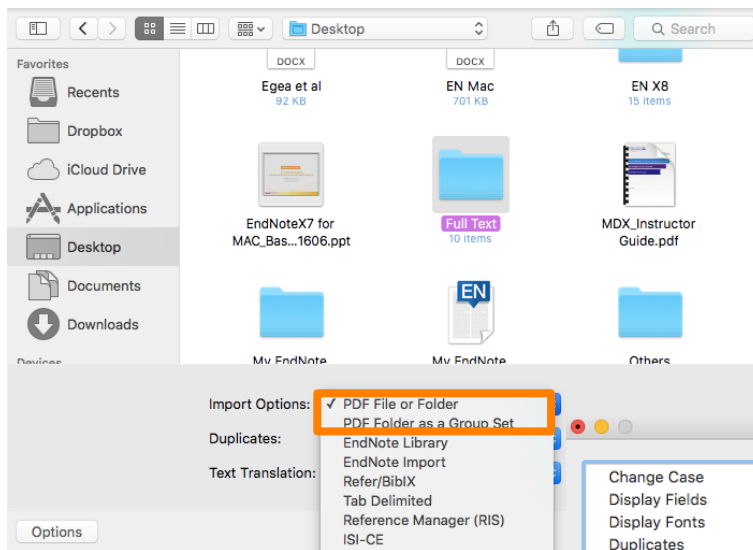 Desktop
Search
Favorites
Recents
Dropbox
iCloud Drive
Applications
Desktop
Documents
Downloads
Devices
DOCX
Egea et al
92 KB
DOCX
EN Mac
701 KB
EN X8
15 items
EndNoteX7 for
MAC_Bas...1606.ppt
Full Text
10 items
MDX_Instructor
Guide.pdf
EN
My EndNote
My EndNote
Others
Import Options:
✓ PDF File or Folder
PDF Folder as a Group Set
EndNote Library
EndNote Import
Refer/BibIX
Tab Delimited
Reference Manager (RIS)
ISI-CE
Duplicates:
Text Translation:
Options
Change Case
Display Fields
Display Fonts
Duplicates